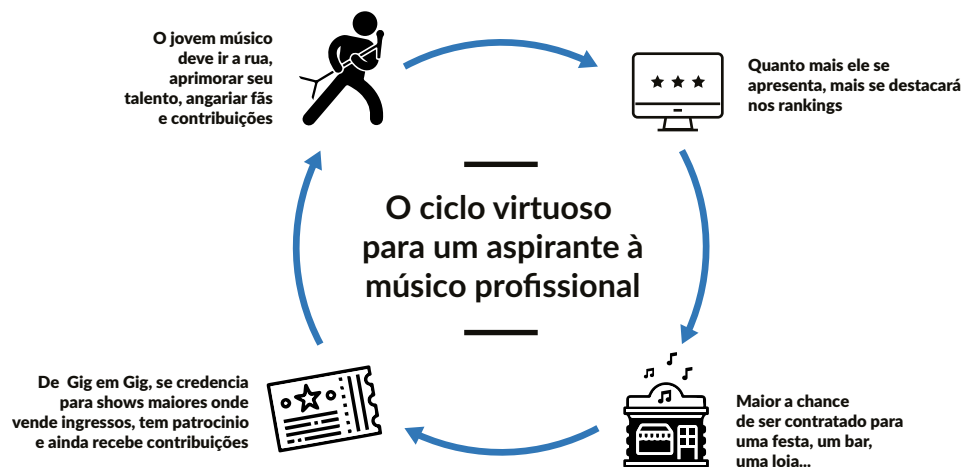 O jovem músico
deve ir a rua,
aprimorar seu
talento, angariar fãs
e contribuições
Quanto mais ele se
apresenta, mais se destacará
nos rankings
O ciclo virtuoso
para um aspirante à
músico profissional
De Gig em Gig, se credencia
para shows maiores onde
vende ingressos, tem patrocinio
e ainda recebe contribuições
Maior a chance
de ser contratado para
uma festa, um bar,
uma loja...